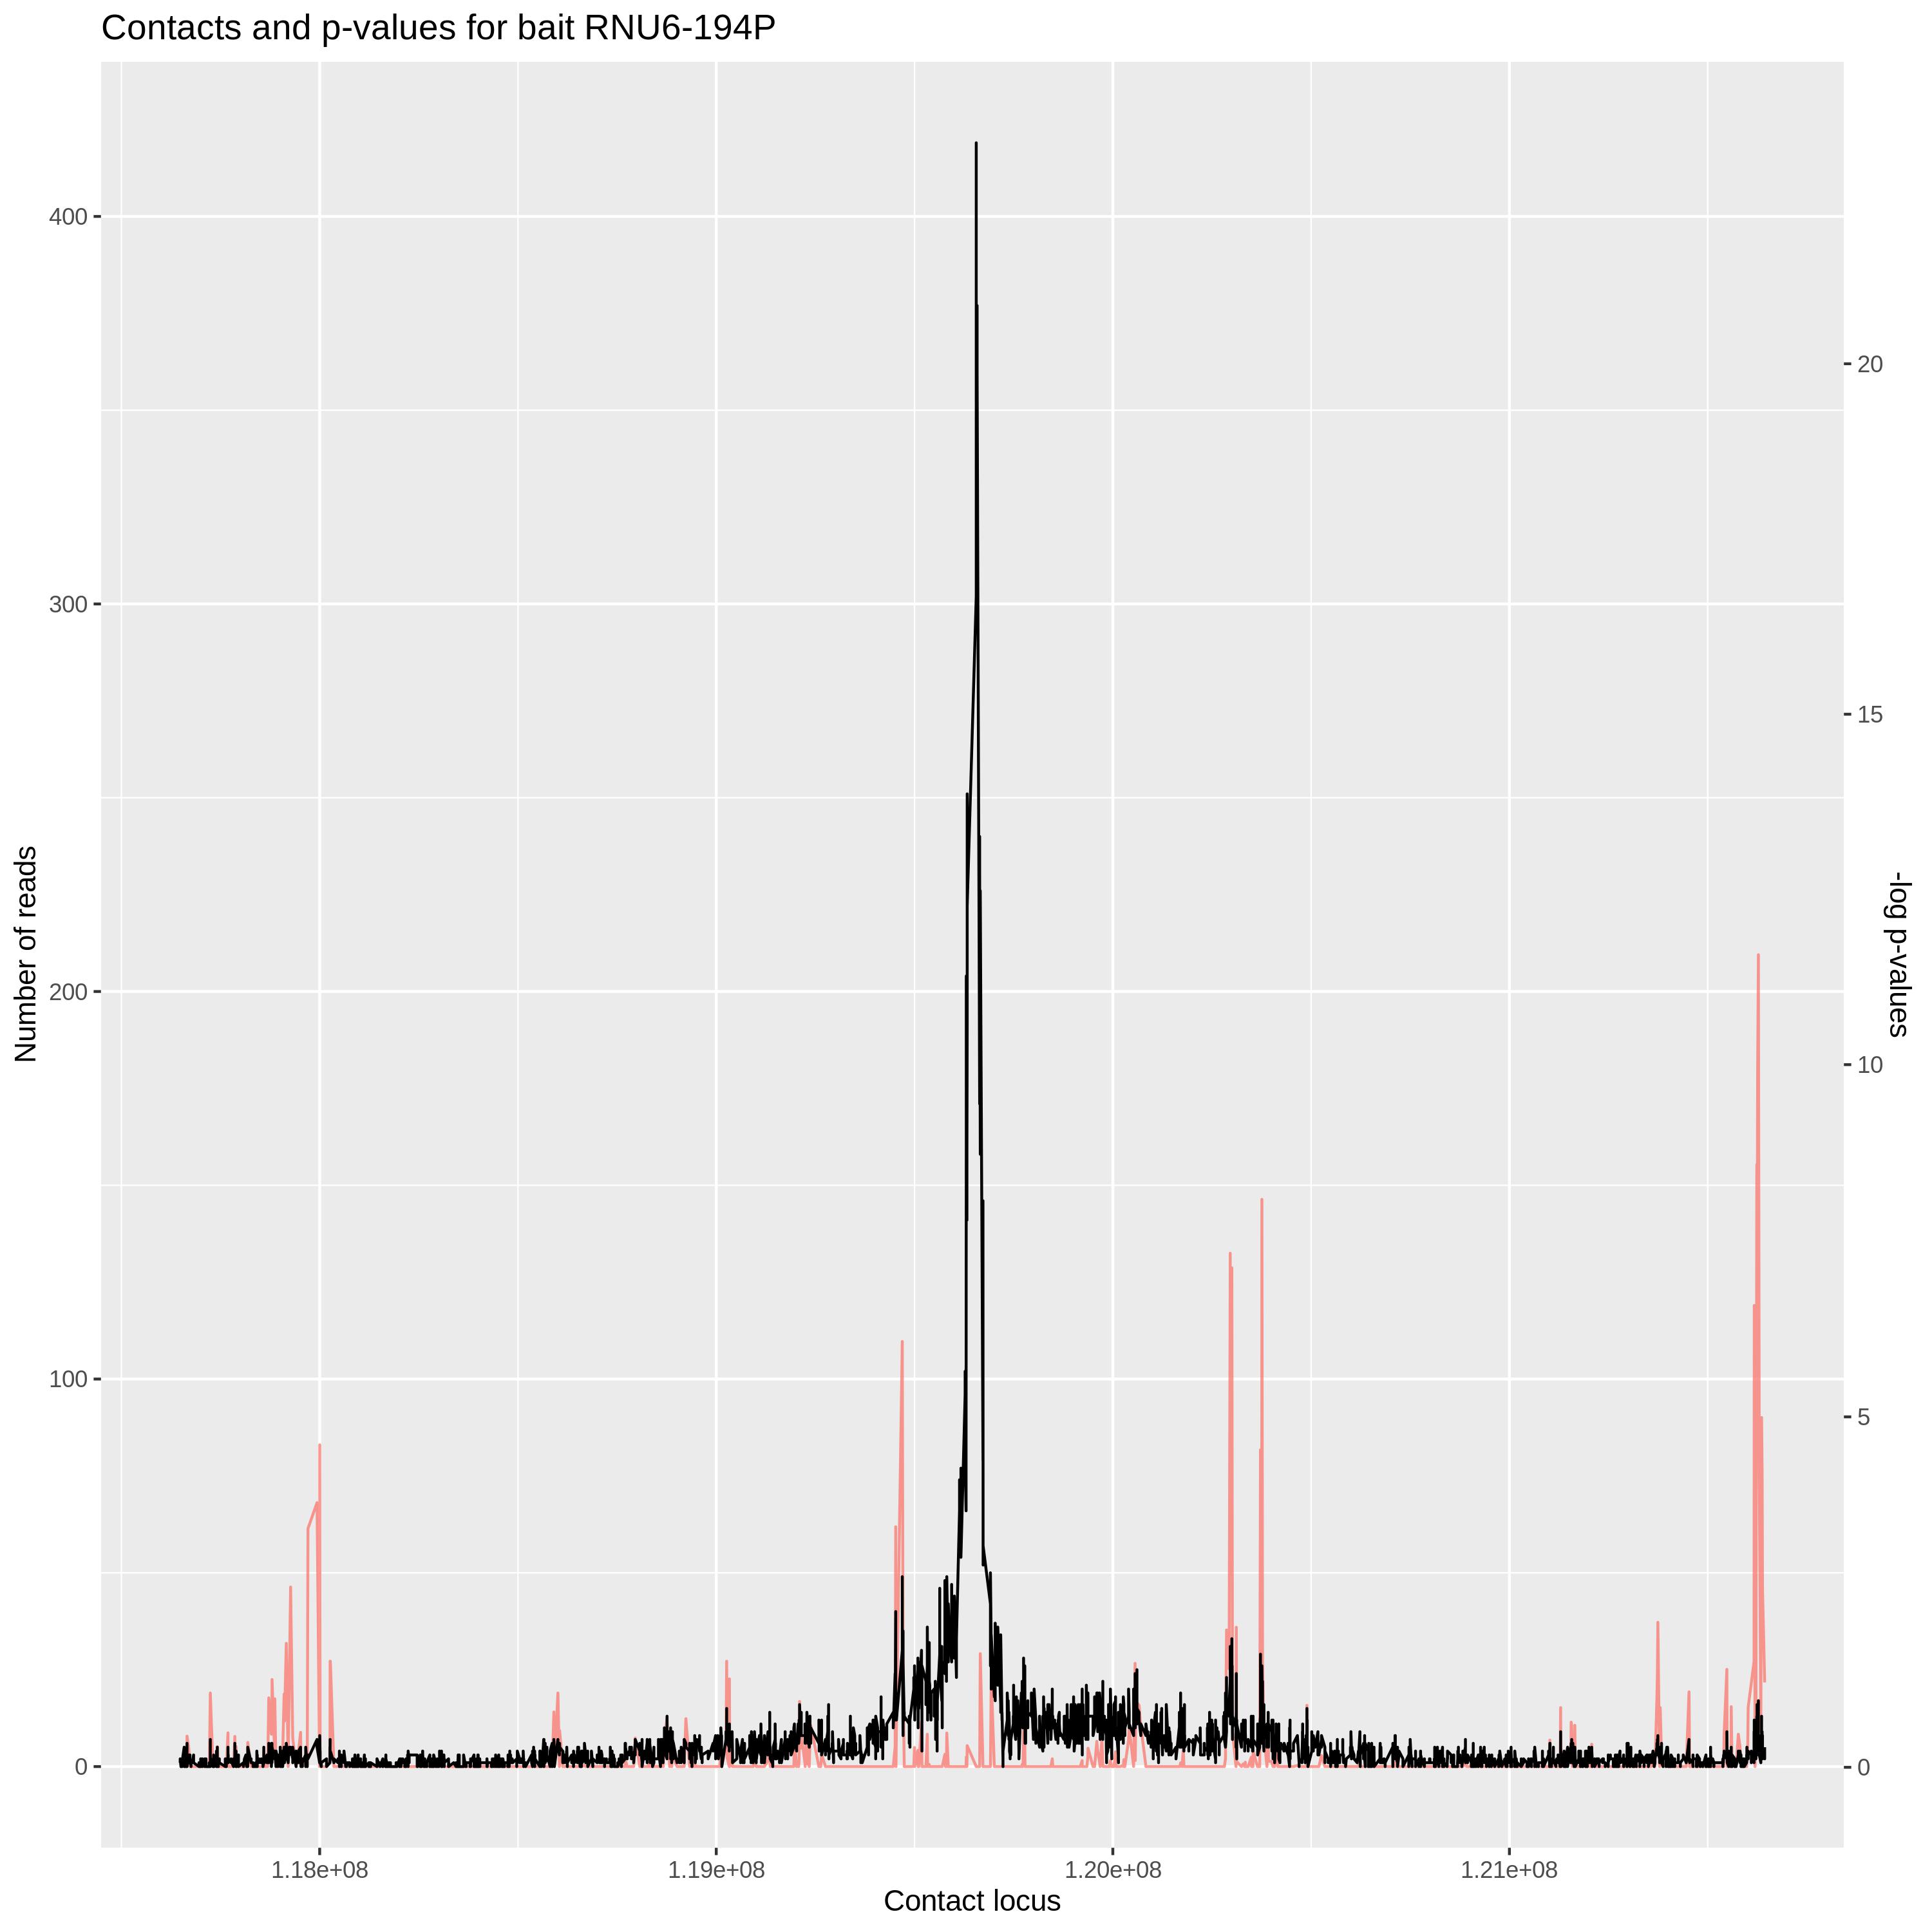 Contacts and p-values for bait RNU6-194P
400
300
200
100
0
Number of reads
20
15
10
5
0
-log p-values
1.18e+08
1.19e+08
1.20e+08
1.21e+08
Contact locus